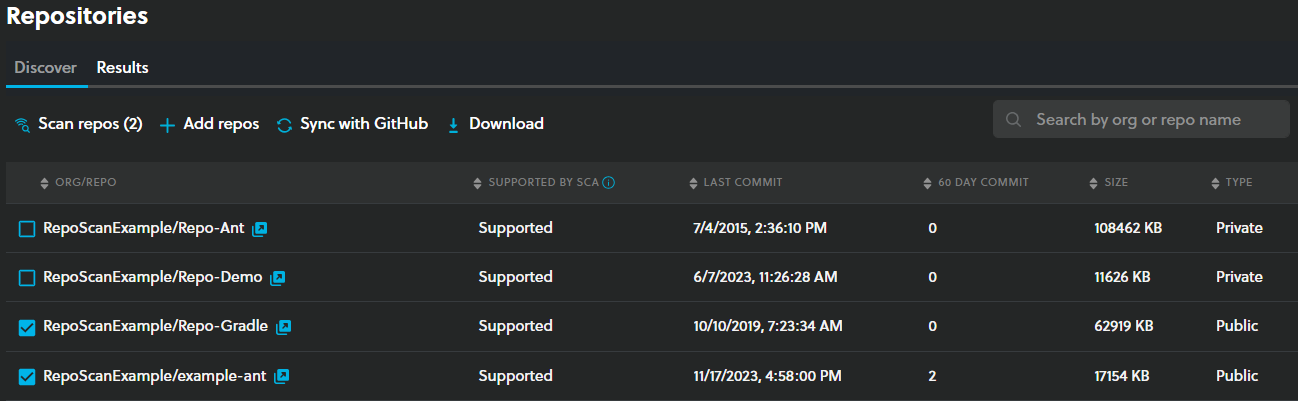 Repositories
Discover Results
Scan repos (2) Add repos Sync with GitHub Download Search by org or repo name
ORG/REPO SUPPORTED BY SCA LAST COMMIT 60 DAY COMMIT SIZE TYPE
RepoScanExample/Repo-Ant Supported 7/4/2015, 2:36:10 PM 0 108462 KB Private
RepoScanExample/Repo-Demo Supported 6/7/2023, 11:26:28 AM 0 11626 KB Private
RepoScanExample/Repo-Gradle Supported 10/10/2019, 7:23:34 AM 0 62919 KB Public
RepoScanExample/example-ant Supported 11/17/2023, 4:58:00 PM 2 17154 KB Public